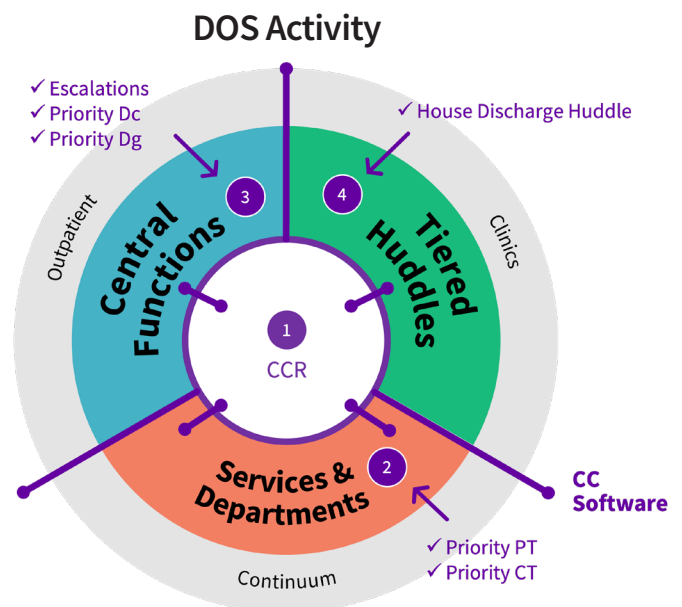 DOS Activity
✓ Escalations
✓ Priority Dc
✓ Priority Dg
✓ House Discharge Huddle
3
4
Outpatient
Clinics
Central
Functions
Tiered
Huddles
1
CCR
2
Services &
Departments
CC
Software
✓ Priority PT
✓ Priority CT
Continuum